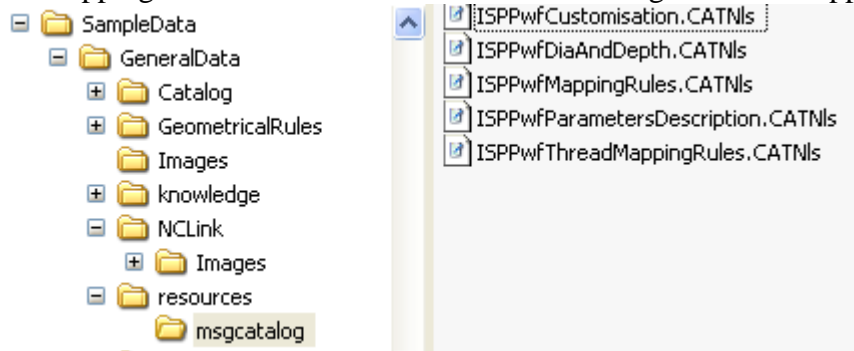 SampleData
GeneralData
Catalog
GeometricalRules
Images
knowledge
NCLink
Images
resources
msgcatalog
ISPPwfCustomisation.CATNls
ISPPwfDiaAndDepth.CATNls
ISPPwfMappingRules.CATNls
ISPPwfParametersDescription.CATNls
ISPPwfThreadMappingRules.CATNls